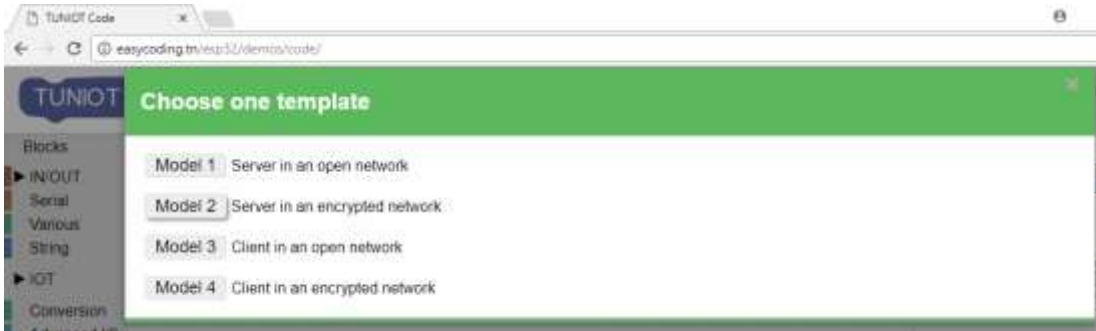 TUNIOT Code
easycoding.tn/esp32/demos/code/
TUNIOT
Choose one template
Blocks
Model 1 Server in an open network
IN/OUT
Serial
Model 2 Server in an encrypted network
Various
String
Model 3 Client in an open network
IOT
Model 4 Client in an encrypted network
Conversion